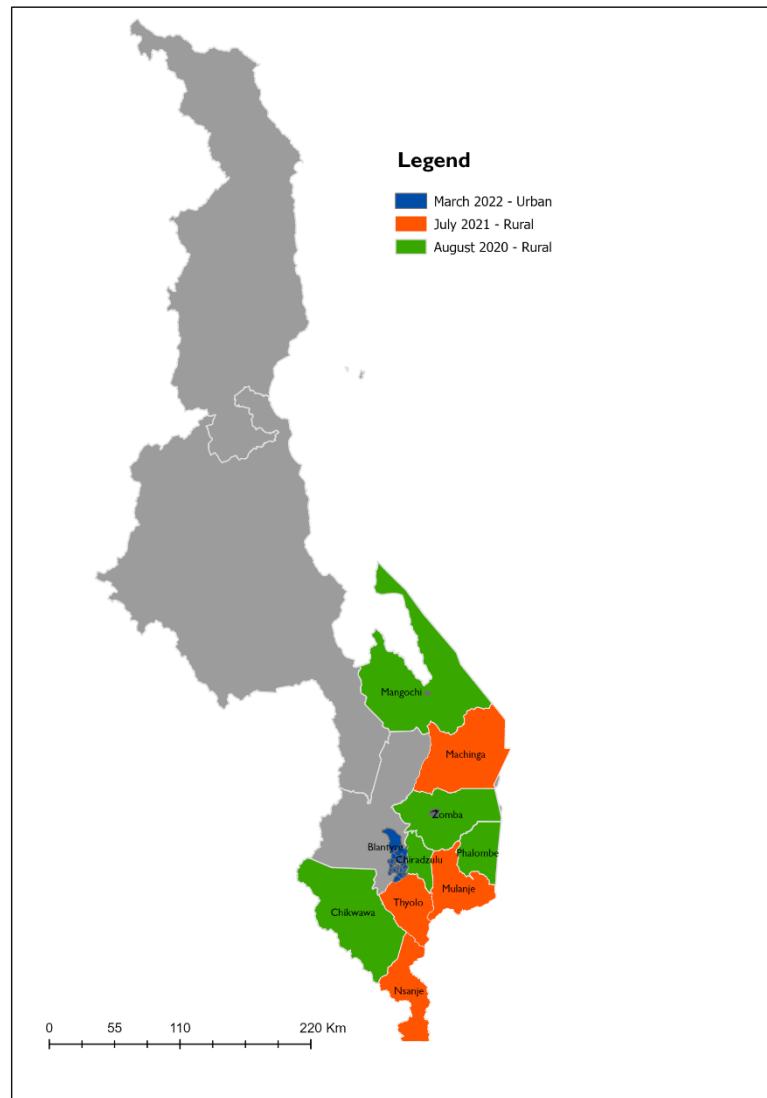 Legend
March 2022 - Urban
July 2021 - Rural
August 2020 - Rural
Mangochi
Machinga
Zomba
Blantyre
Chiradzulu
Phalombe
Mulanje
Thyolo
Chikwawa
Nsanje
0 55 110 220 Km